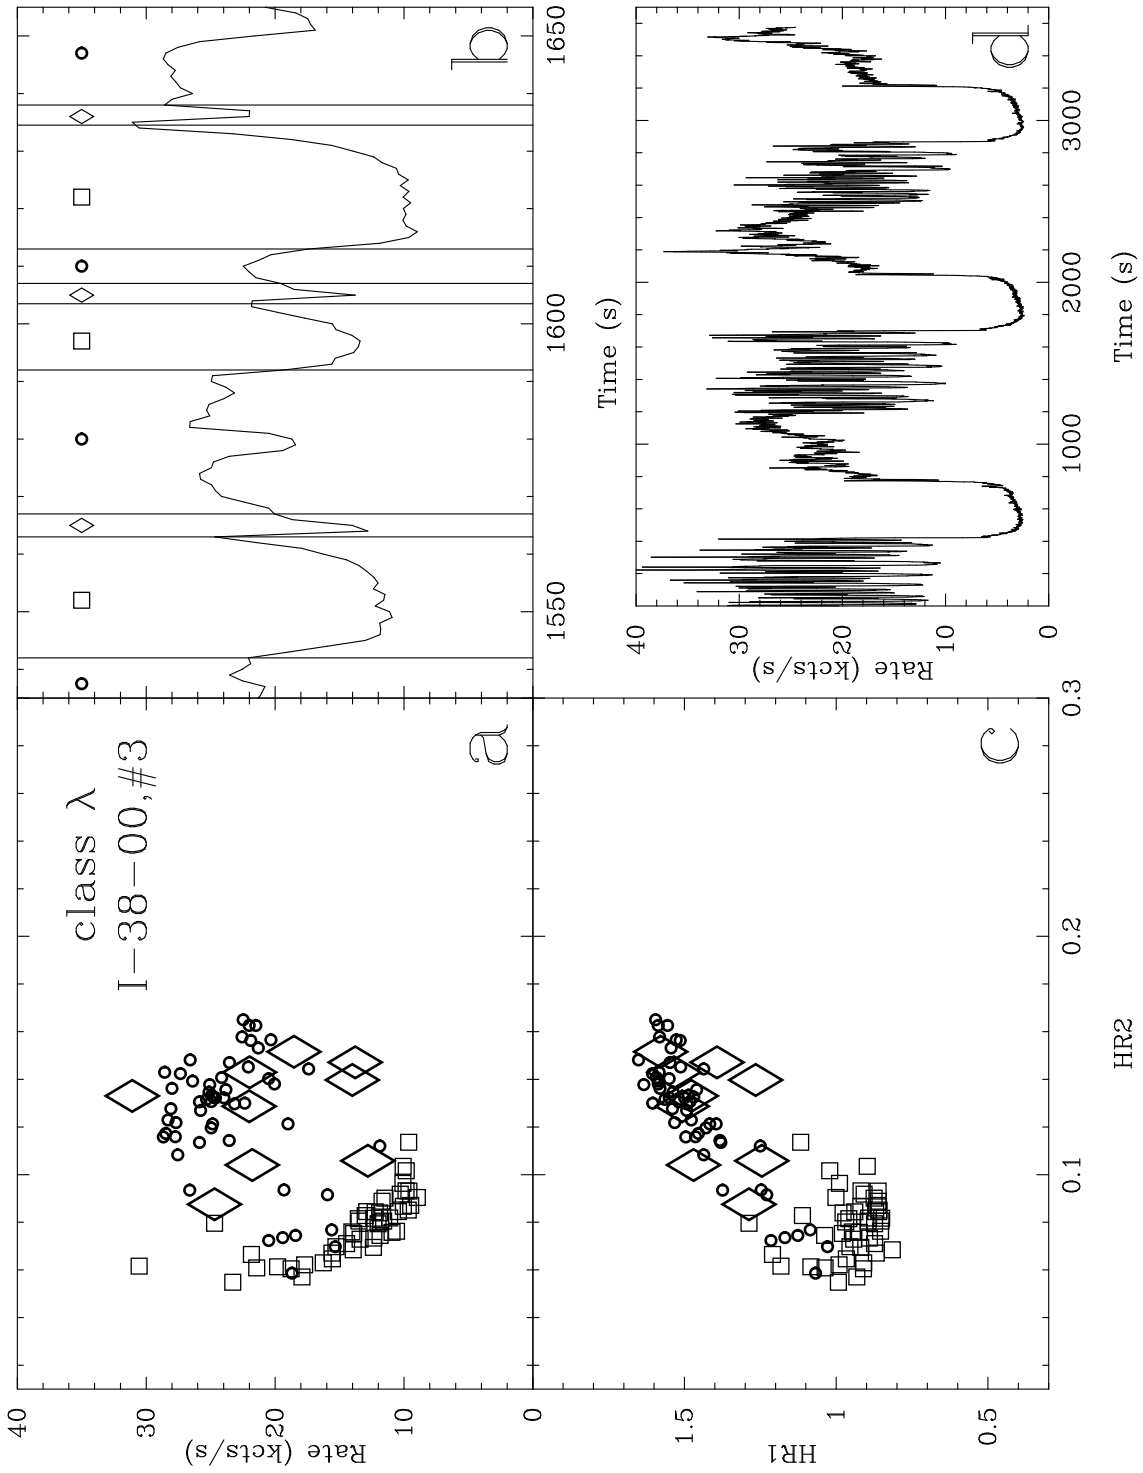 class λ
I-38-00,#3
a
40
30
20
10
0
Rate (kcts/s)
b
1550
1600
1650
Time (s)
c
1.5
1
0.5
HR1
0.1
0.2
0.3
HR2
d
40
30
20
10
0
Rate (kcts/s)
1000
2000
3000
Time (s)